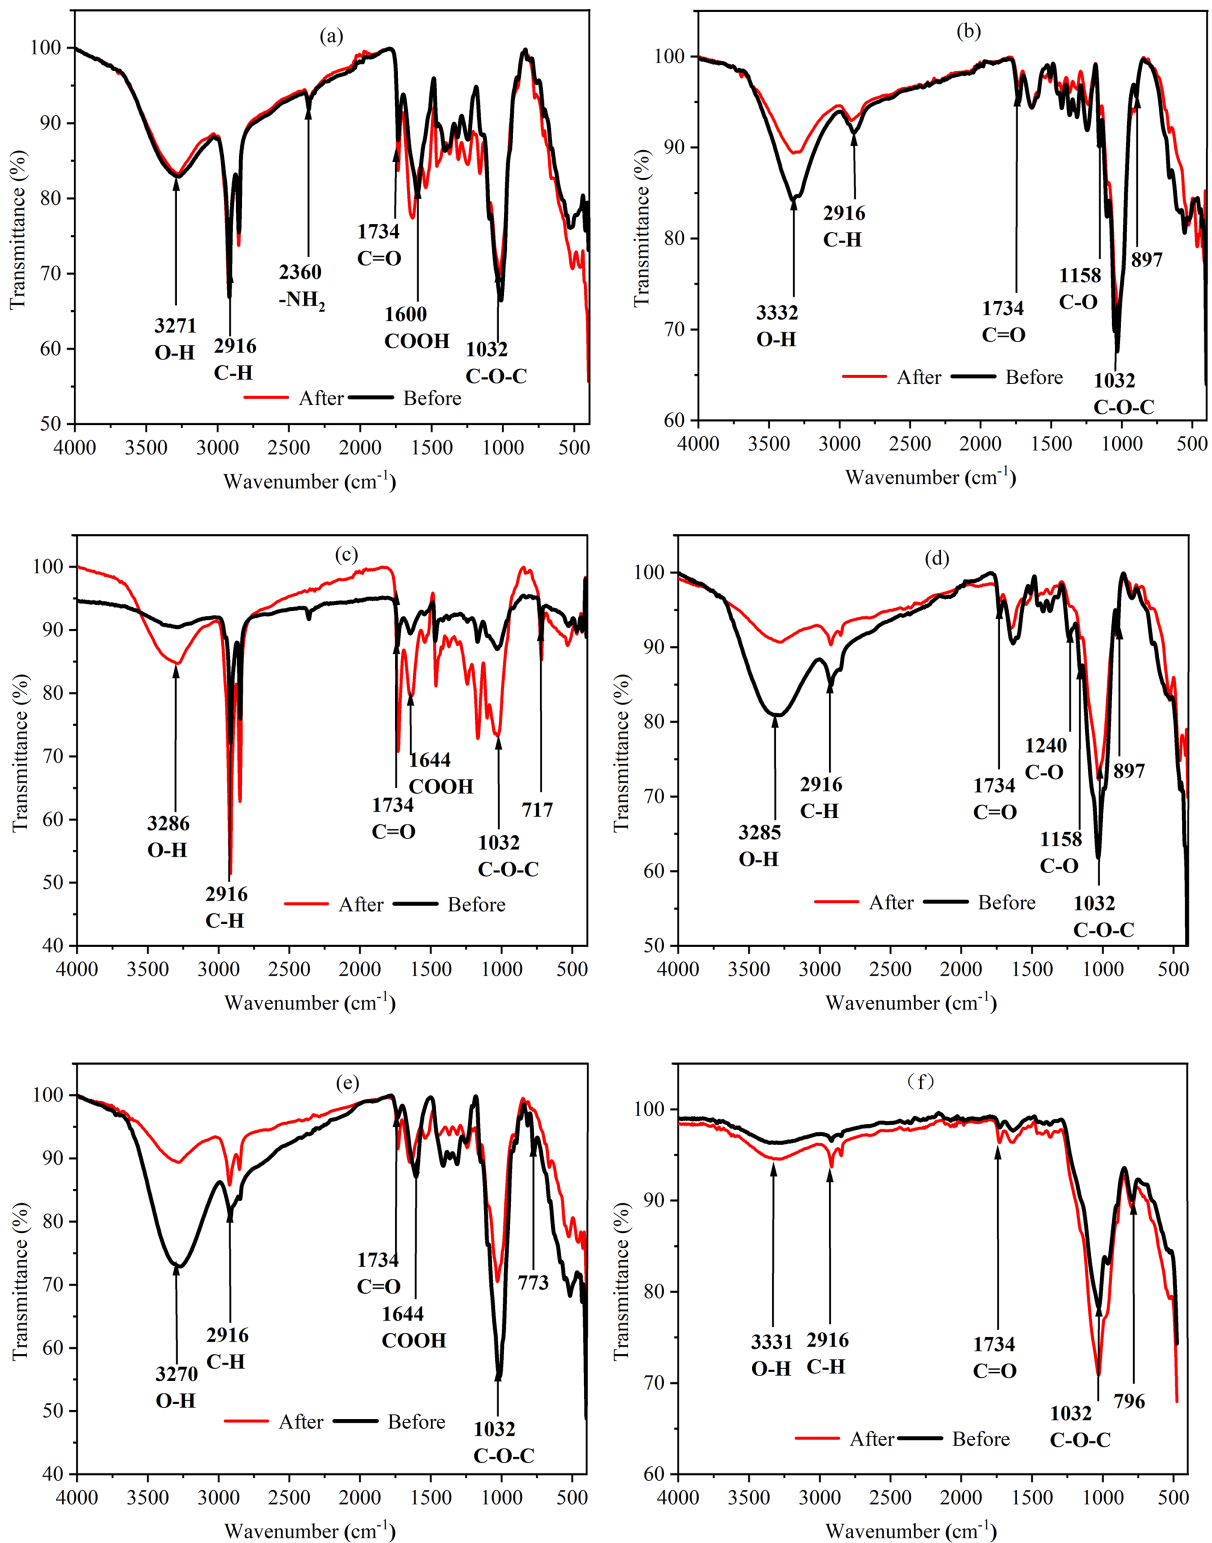 (a)
100
90
80
70
60
50
Transmittance (%)
3271
O-H
2916
C-H
2360
-NH2
1734
C=O
1600
COOH
1032
C-O-C
After
Before
4000 3500 3000 2500 2000 1500 1000 500
Wavenumber (cm-1)
(b)
100
90
80
70
60
Transmittance (%)
3332
O-H
2916
C-H
1734
C=O
1158
C-O
897
1032
C-O-C
After
Before
4000 3500 3000 2500 2000 1500 1000 500
Wavenumber (cm-1)
(c)
100
90
80
70
60
50
40
Transmittance (%)
3286
O-H
2916
C-H
1734
C=O
1644
COOH
1032
C-O-C
717
After
Before
4000 3500 3000 2500 2000 1500 1000 500
Wavenumber (cm-1)
(d)
100
90
80
70
60
50
Transmittance (%)
3285
O-H
2916
C-H
1734
C=O
1240
C-O
1158
C-O
897
1032
C-O-C
After
Before
4000 3500 3000 2500 2000 1500 1000 500
Wavenumber (cm-1)
(e)
100
90
80
70
60
50
40
Transmittance (%)
3270
O-H
2916
C-H
1734
C=O
1644
COOH
1032
C-O-C
773
After
Before
4000 3500 3000 2500 2000 1500 1000 500
Wavenumber (cm-1)
(f)
100
90
80
70
60
Transmittance (%)
3331
O-H
2916
C-H
1734
C=O
1032
C-O-C
796
After
Before
4000 3500 3000 2500 2000 1500 1000 500
Wavenumber (cm-1)